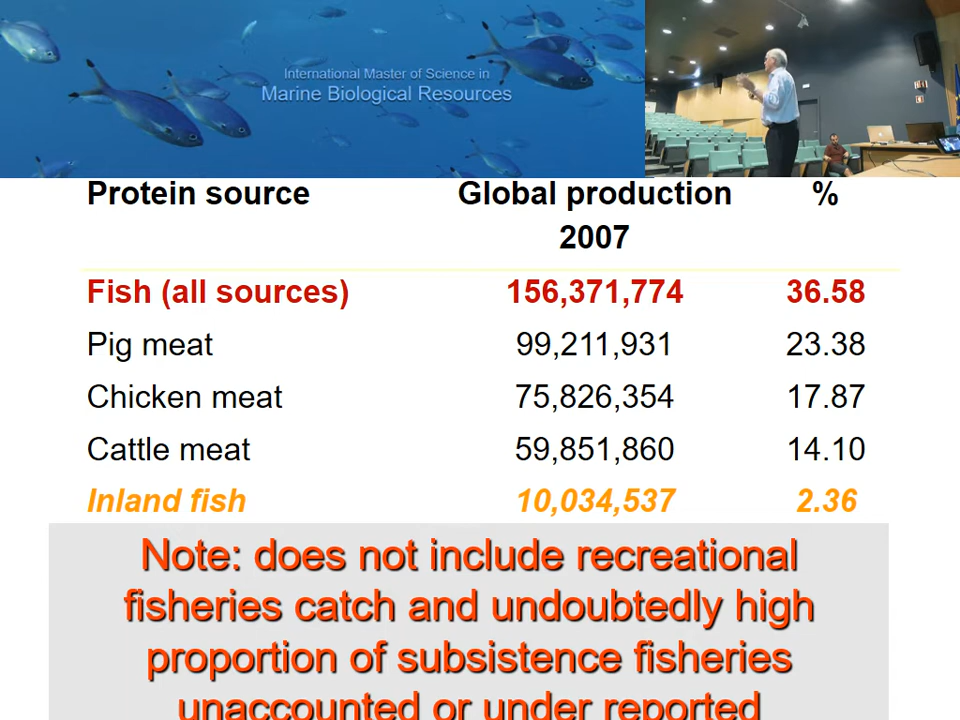 International Master of Science in
Marine Biological Resources
Protein source Global production 2007 %
Fish (all sources) 156,371,774 36.58
Pig meat 99,211,931 23.38
Chicken meat 75,826,354 17.87
Cattle meat 59,851,860 14.10
Inland fish 10,034,537 2.36
Note: does not include recreational
fisheries catch and undoubtedly high
proportion of subsistence fisheries
unaccounted or under reported